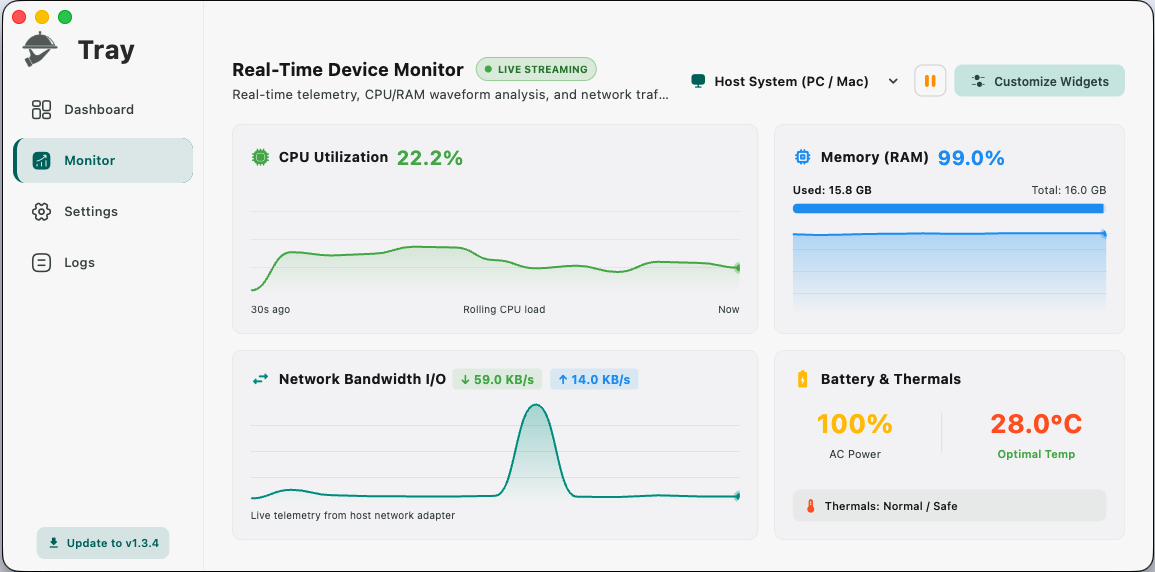 Tray
Dashboard
Monitor
Settings
Logs
Update to v1.3.4
Real-Time Device Monitor
LIVE STREAMING
Real-time telemetry, CPU/RAM waveform analysis, and network traf...
Host System (PC / Mac)
Customize Widgets
CPU Utilization 22.2%
30s ago
Rolling CPU load
Now
Memory (RAM) 99.0%
Used: 15.8 GB
Total: 16.0 GB
Network Bandwidth I/O ↓ 59.0 KB/s ↑ 14.0 KB/s
Live telemetry from host network adapter
Battery & Thermals
100%
AC Power
28.0°C
Optimal Temp
Thermals: Normal / Safe